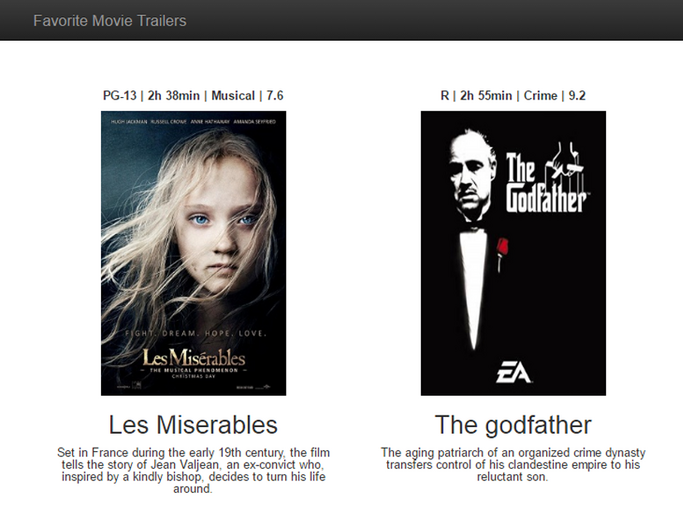 Favorite Movie Trailers
PG-13 | 2h 38min | Musical | 7.6
HUGH JACKMAN RUSSELL CROWE ANNE HATHAWAY AMANDA SEYFRIED
FIGHT. DREAM. HOPE. LOVE.
Les Misérables
THE MUSICAL PHENOMENON
CHRISTMAS DAY
Les Miserables
Set in France during the early 19th century, the film
tells the story of Jean Valjean, an ex-convict who,
inspired by a kindly bishop, decides to turn his life
around.
R | 2h 55min | Crime | 9.2
The
Godfather
EA
The godfather
The aging patriarch of an organized crime dynasty
transfers control of his clandestine empire to his
reluctant son.